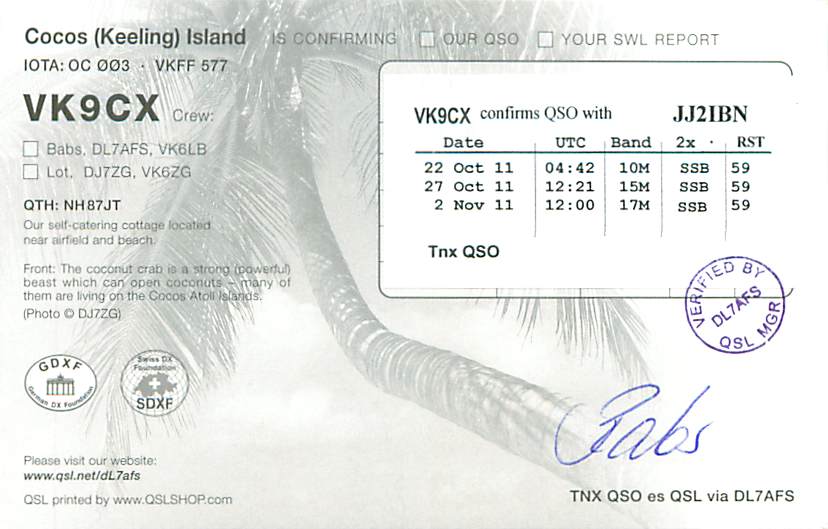 Cocos (Keeling) Island IS CONFIRMING ☐ OUR QSO ☐ YOUR SWL REPORT
IOTA: OC ØØ3 · VKFF 577
VK9CX Crew:
☐ Babs, DL7AFS, VK6LB
☐ Lot, DJ7ZG, VK6ZG
QTH: NH87JT
Our self-catering cottage located
near airfield and beach.
Front: The coconut crab is a strong (powerful)
beast which can open coconuts – many of
them are living on the Cocos Atoll Islands.
(Photo © DJ7ZG)
VK9CX confirms QSO with JJ2IBN
Date UTC Band 2x · RST
22 Oct 11 04:42 10M SSB 59
27 Oct 11 12:21 15M SSB 59
2 Nov 11 12:00 17M SSB 59
Tnx QSO
VERIFIED BY
DL7AFS
QSL MGR
GDXF
German DX Foundation
Swiss DX
Foundation
SDXF
Babs
Please visit our website:
www.qsl.net/dL7afs
QSL printed by www.QSLSHOP.com
TNX QSO es QSL via DL7AFS